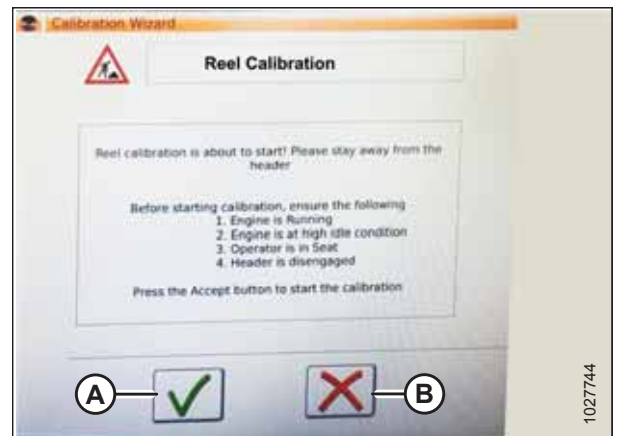 Calibration Wizard
Reel Calibration
Reel calibration is about to start! Please stay away from the
header
Before starting calibration, ensure the following
1. Engine is Running
2. Engine is at high idle condition
3. Operator is in Seat
4. Header is disengaged
Press the Accept button to start the calibration
A
B
1027744